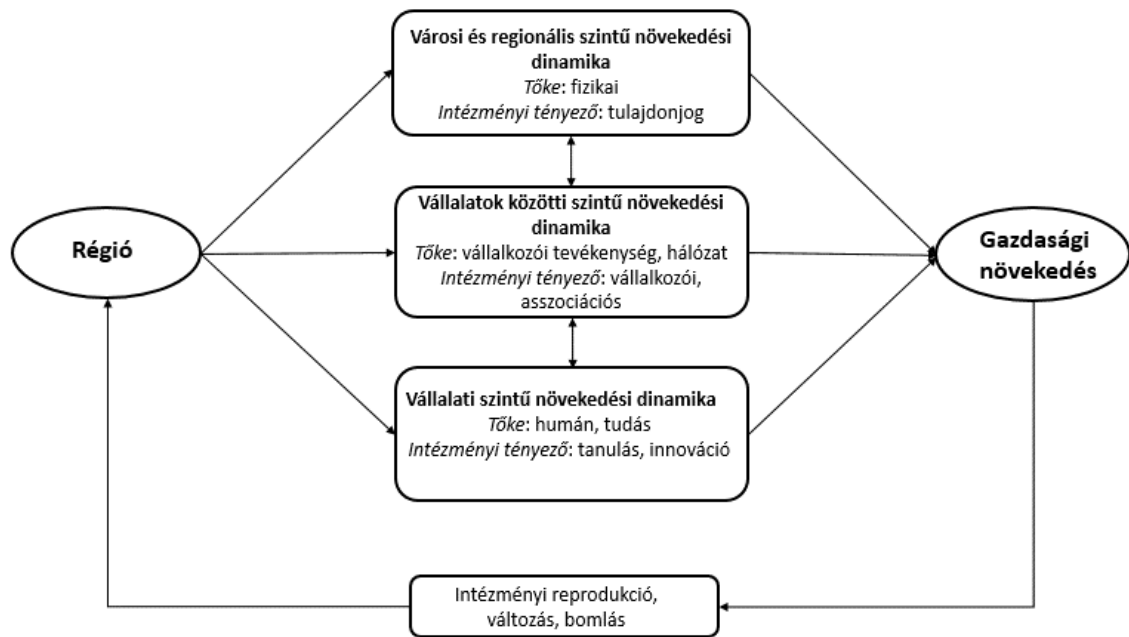 Városi és regionális szintű növekedési
dinamika
Tőke: fizikai
Intézményi tényező: tulajdonjog
Vállalatok közötti szintű növekedési
dinamika
Tőke: vállalkozói tevékenység, hálózat
Intézményi tényező: vállalkozói,
asszociációs
Régió
Gazdasági
növekedés
Vállalati szintű növekedési dinamika
Tőke: humán, tudás
Intézményi tényező: tanulás, innováció
Intézményi reprodukció,
változás, bomlás